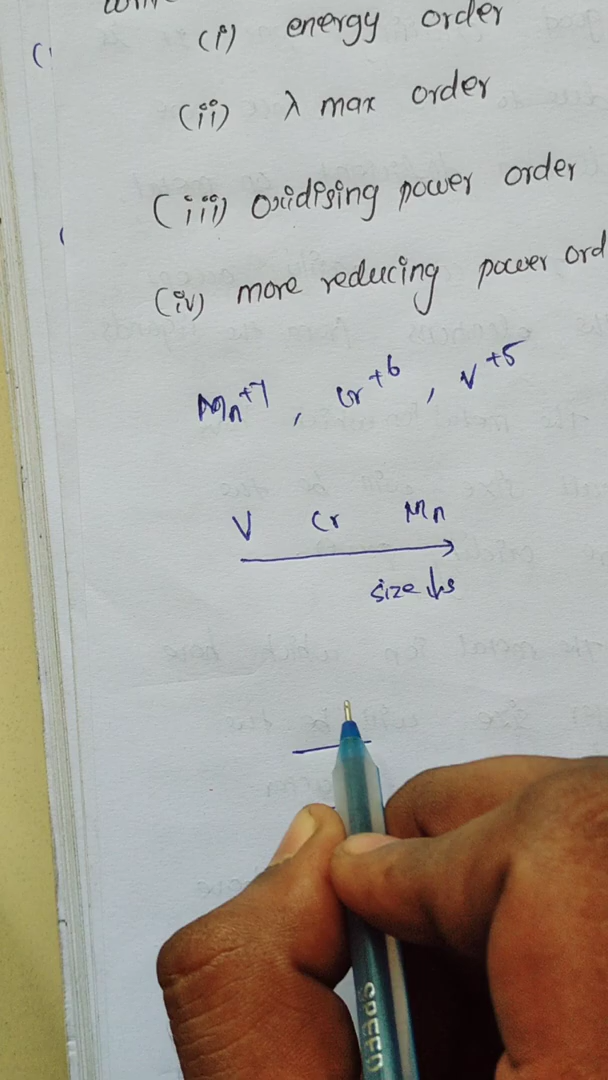 (i) energy order
(ii) λ max order
(iii) oxidising power order
(iv) more reducing power ord
Mn+7, Cr+6, V+5
V Cr Mn
size ↓s
SPEED